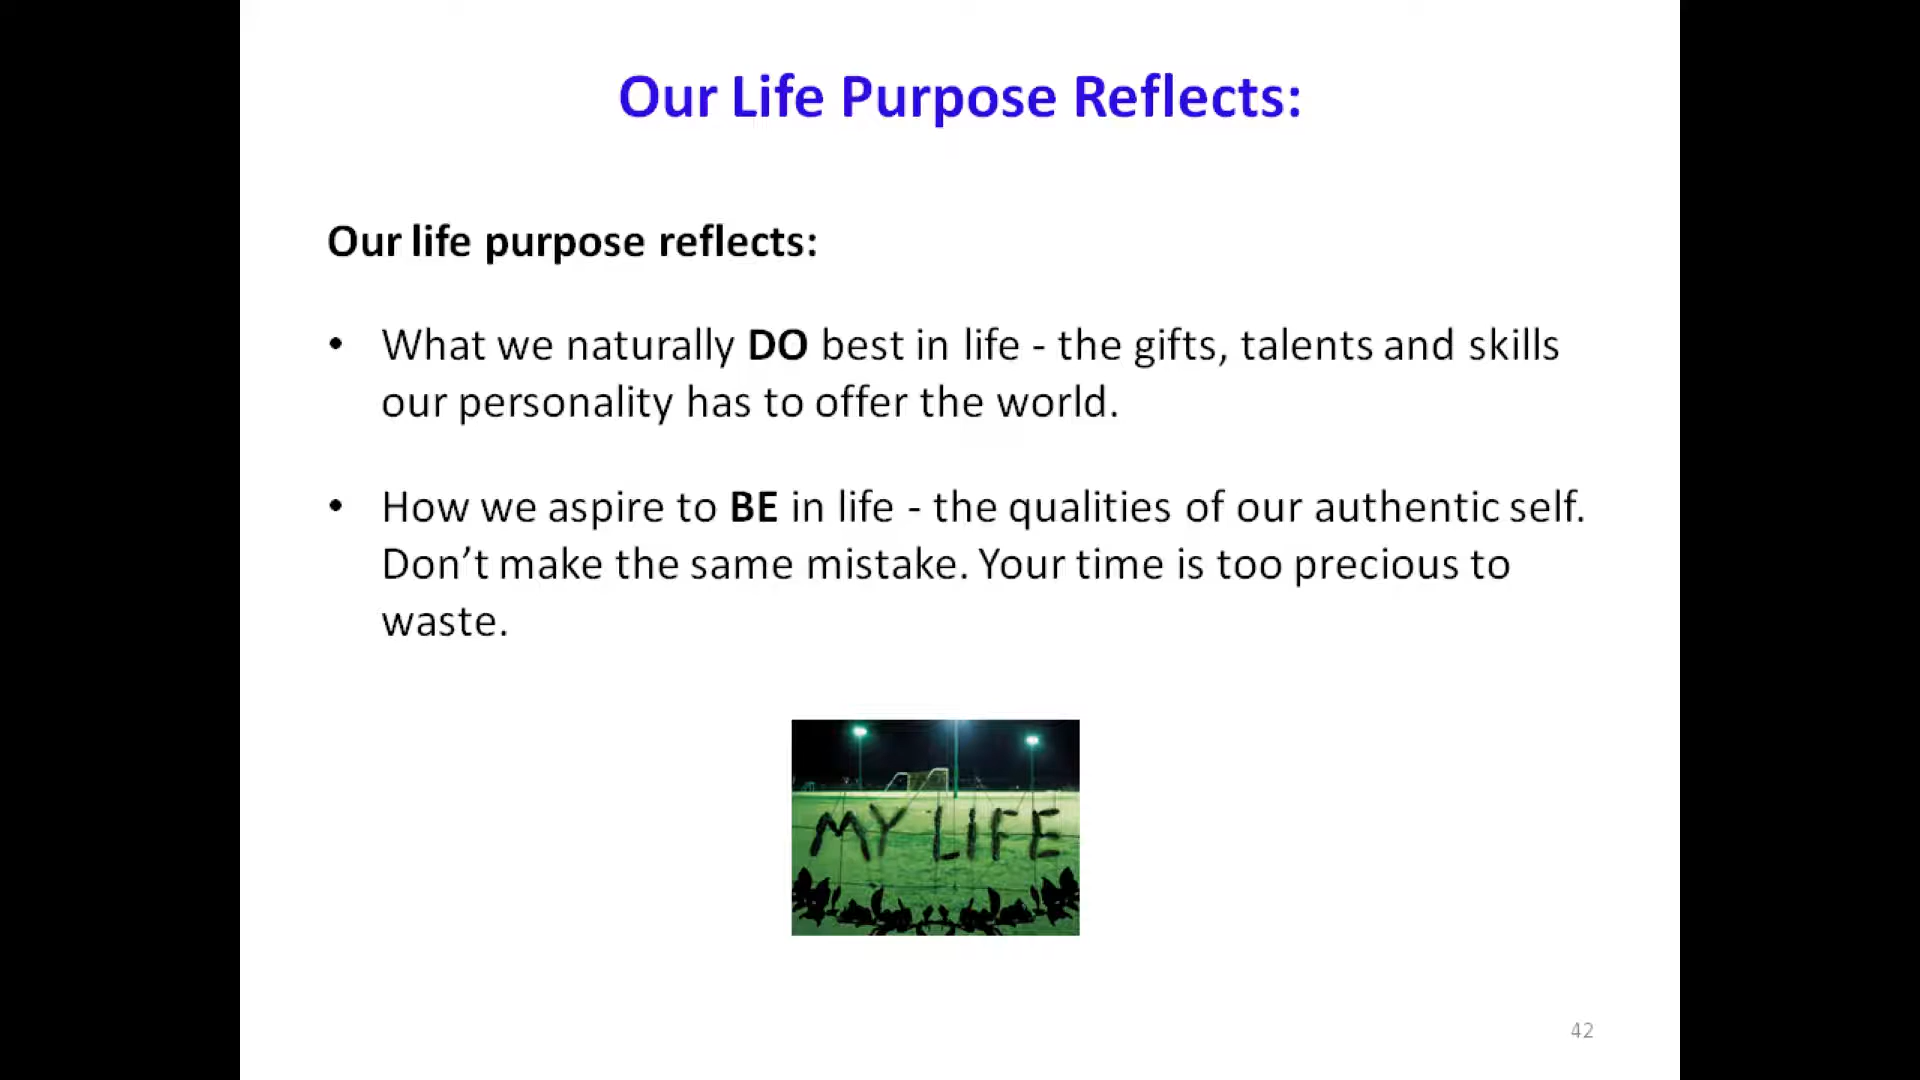 Our Life Purpose Reflects:
Our life purpose reflects:
• What we naturally DO best in life - the gifts, talents and skills
our personality has to offer the world.
• How we aspire to BE in life - the qualities of our authentic self.
Don’t make the same mistake. Your time is too precious to
waste.
MY LIFE
42